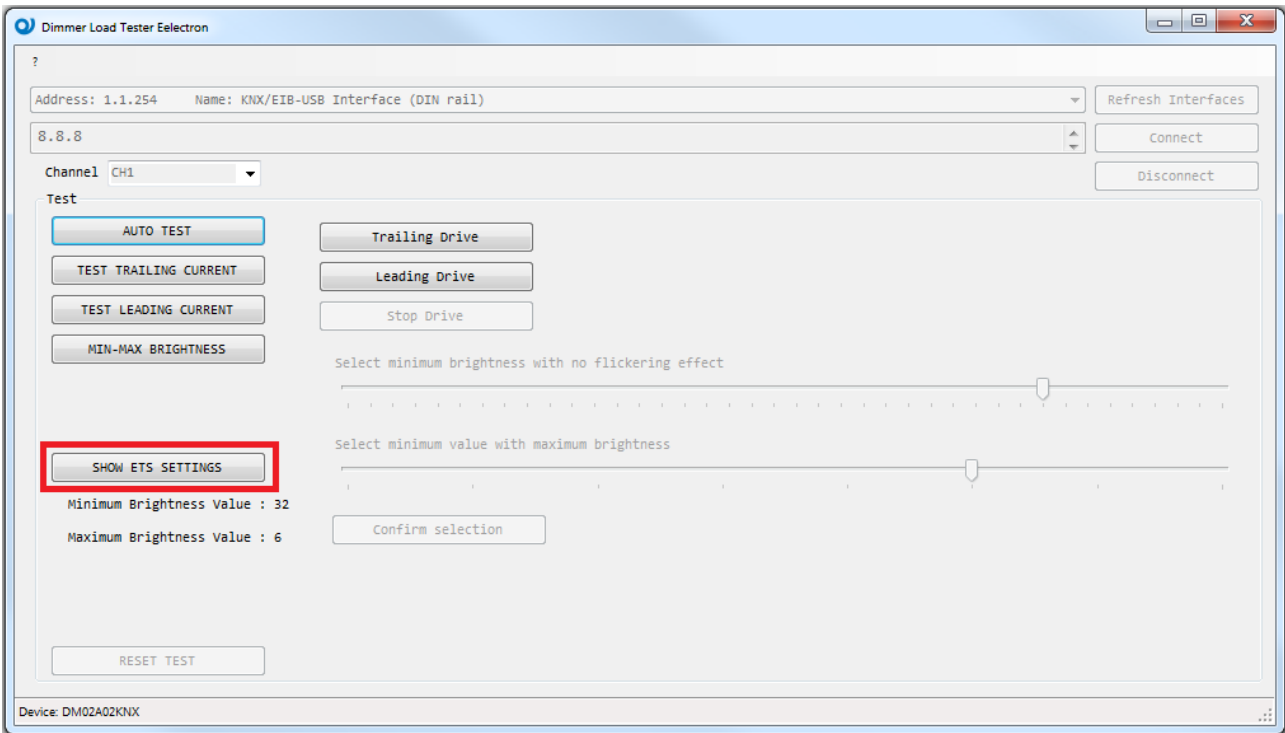 Dimmer Load Tester Eelectron
?
Address: 1.1.254 Name: KNX/EIB-USB Interface (DIN rail)
Refresh Interfaces
8.8.8
Connect
Channel CH1
Disconnect
Test
AUTO TEST
Trailing Drive
TEST TRAILING CURRENT
Leading Drive
TEST LEADING CURRENT
Stop Drive
MIN-MAX BRIGHTNESS
Select minimum brightness with no flickering effect
Select minimum value with maximum brightness
SHOW ETS SETTINGS
Minimum Brightness Value : 32
Maximum Brightness Value : 6
Confirm selection
RESET TEST
Device: DM02A02KNX